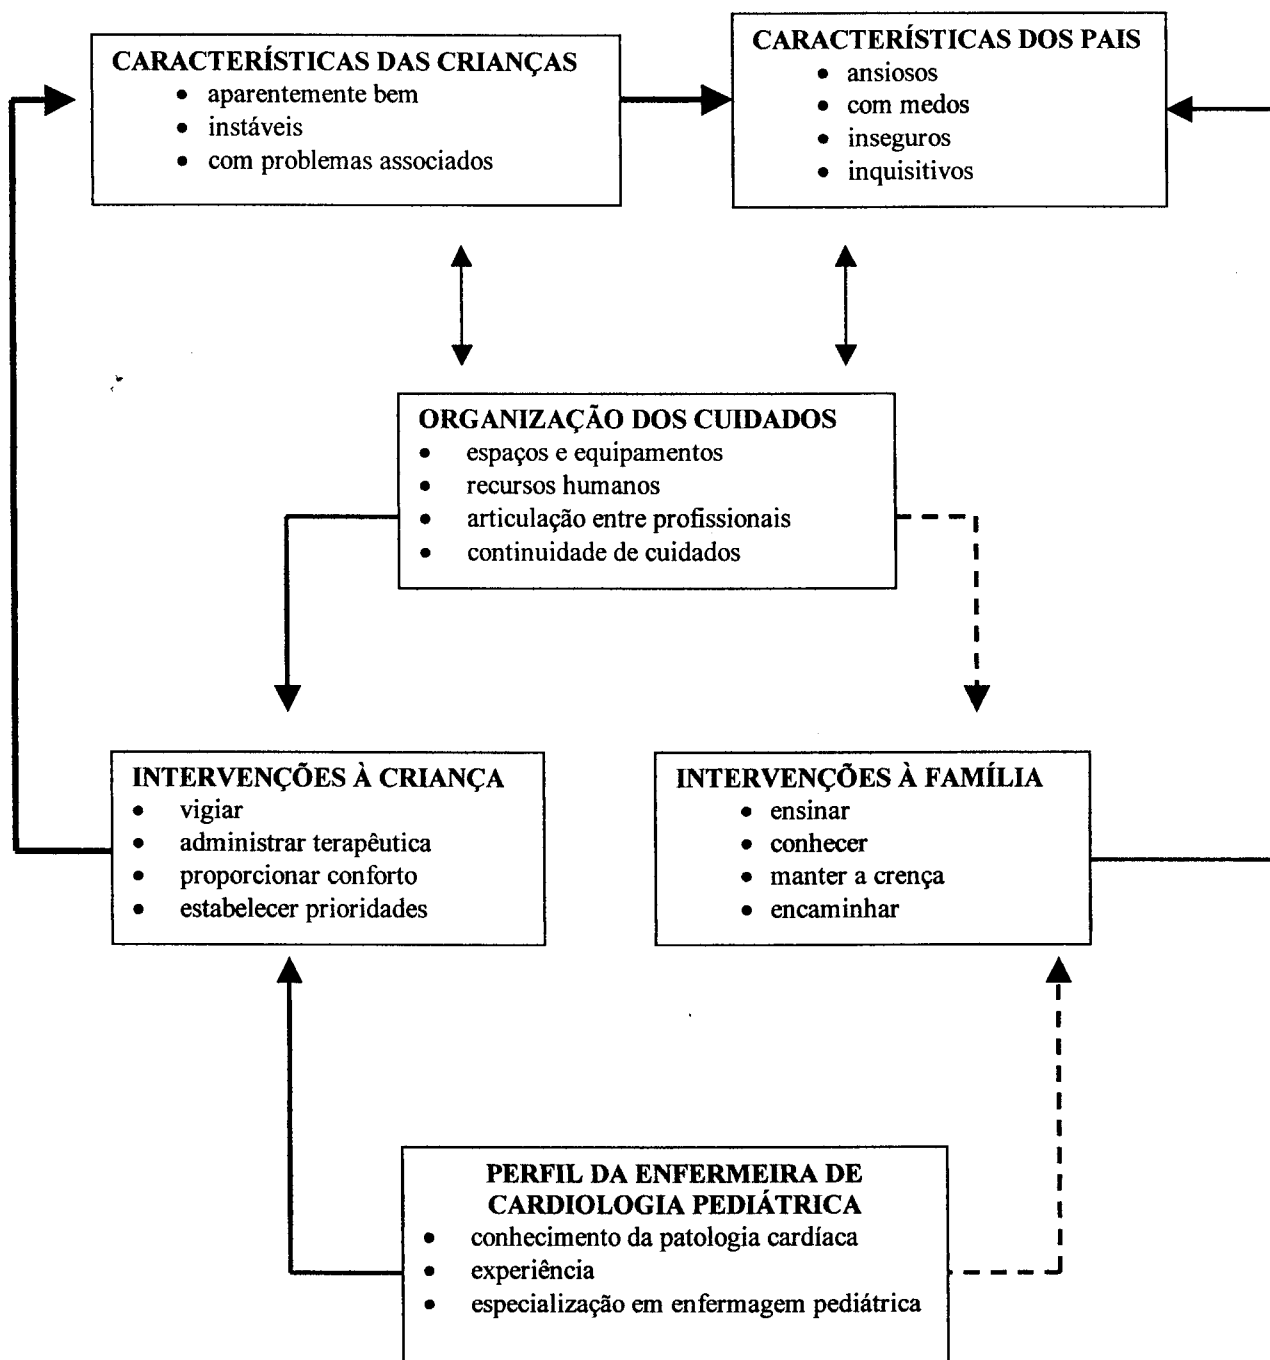 CARACTERÍSTICAS DAS CRIANÇAS
• aparentemente bem
• instáveis
• com problemas associados
CARACTERÍSTICAS DOS PAIS
• ansiosos
• com medos
• inseguros
• inquisitivos
ORGANIZAÇÃO DOS CUIDADOS
• espaços e equipamentos
• recursos humanos
• articulação entre profissionais
• continuidade de cuidados
INTERVENÇÕES À CRIANÇA
• vigiar
• administrar terapêutica
• proporcionar conforto
• estabelecer prioridades
INTERVENÇÕES À FAMÍLIA
• ensinar
• conhecer
• manter a crença
• encaminhar
PERFIL DA ENFERMEIRA DE
CARDIOLOGIA PEDIÁTRICA
• conhecimento da patologia cardíaca
• experiência
• especialização em enfermagem pediátrica